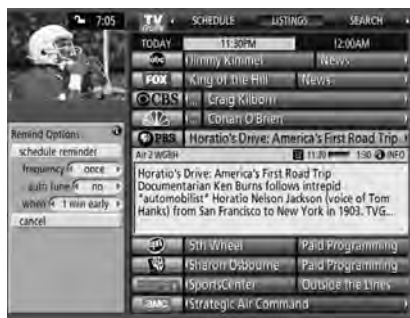 7:05 TV GUIDE SCHEDULE LISTINGS SEARCH
TODAY 11:30PM 12:00AM
abc Jimmy Kimmel News
FOX King of the Hill News
CBS ... Craig Kilborn
... Conan O'Brien
PBS Horatio's Drive: America's First Road Trip
Air 2 WGBH 11:20 1:30 INFO
Horatio's Drive: America's First Road Trip
Documentarian Ken Burns follows intrepid
"automobilist" Horatio Nelson Jackson (voice of Tom
Hanks) from San Francisco to New York in 1903. TVG...
Remind Options
schedule reminder
frequency once
auto tune no
when 1 min early
cancel
5th Wheel Paid Programming
Sharon Osbourne Paid Programming
SportsCenter Outside the Lines
AMC Strategic Air Command